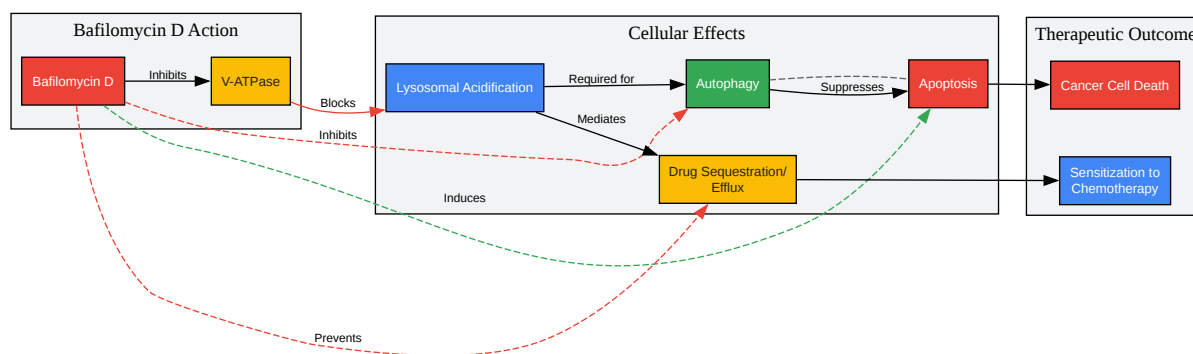 Bafilomycin D Action
Cellular Effects
Therapeutic Outcome
Bafilomycin D
Inhibits
V-ATPase
Blocks
Lysosomal Acidification
Required for
Autophagy
Suppresses
Apoptosis
Cancer Cell Death
Inhibits
Mediates
Drug Sequestration/
Efflux
Sensitization to
Chemotherapy
Induces
Prevents